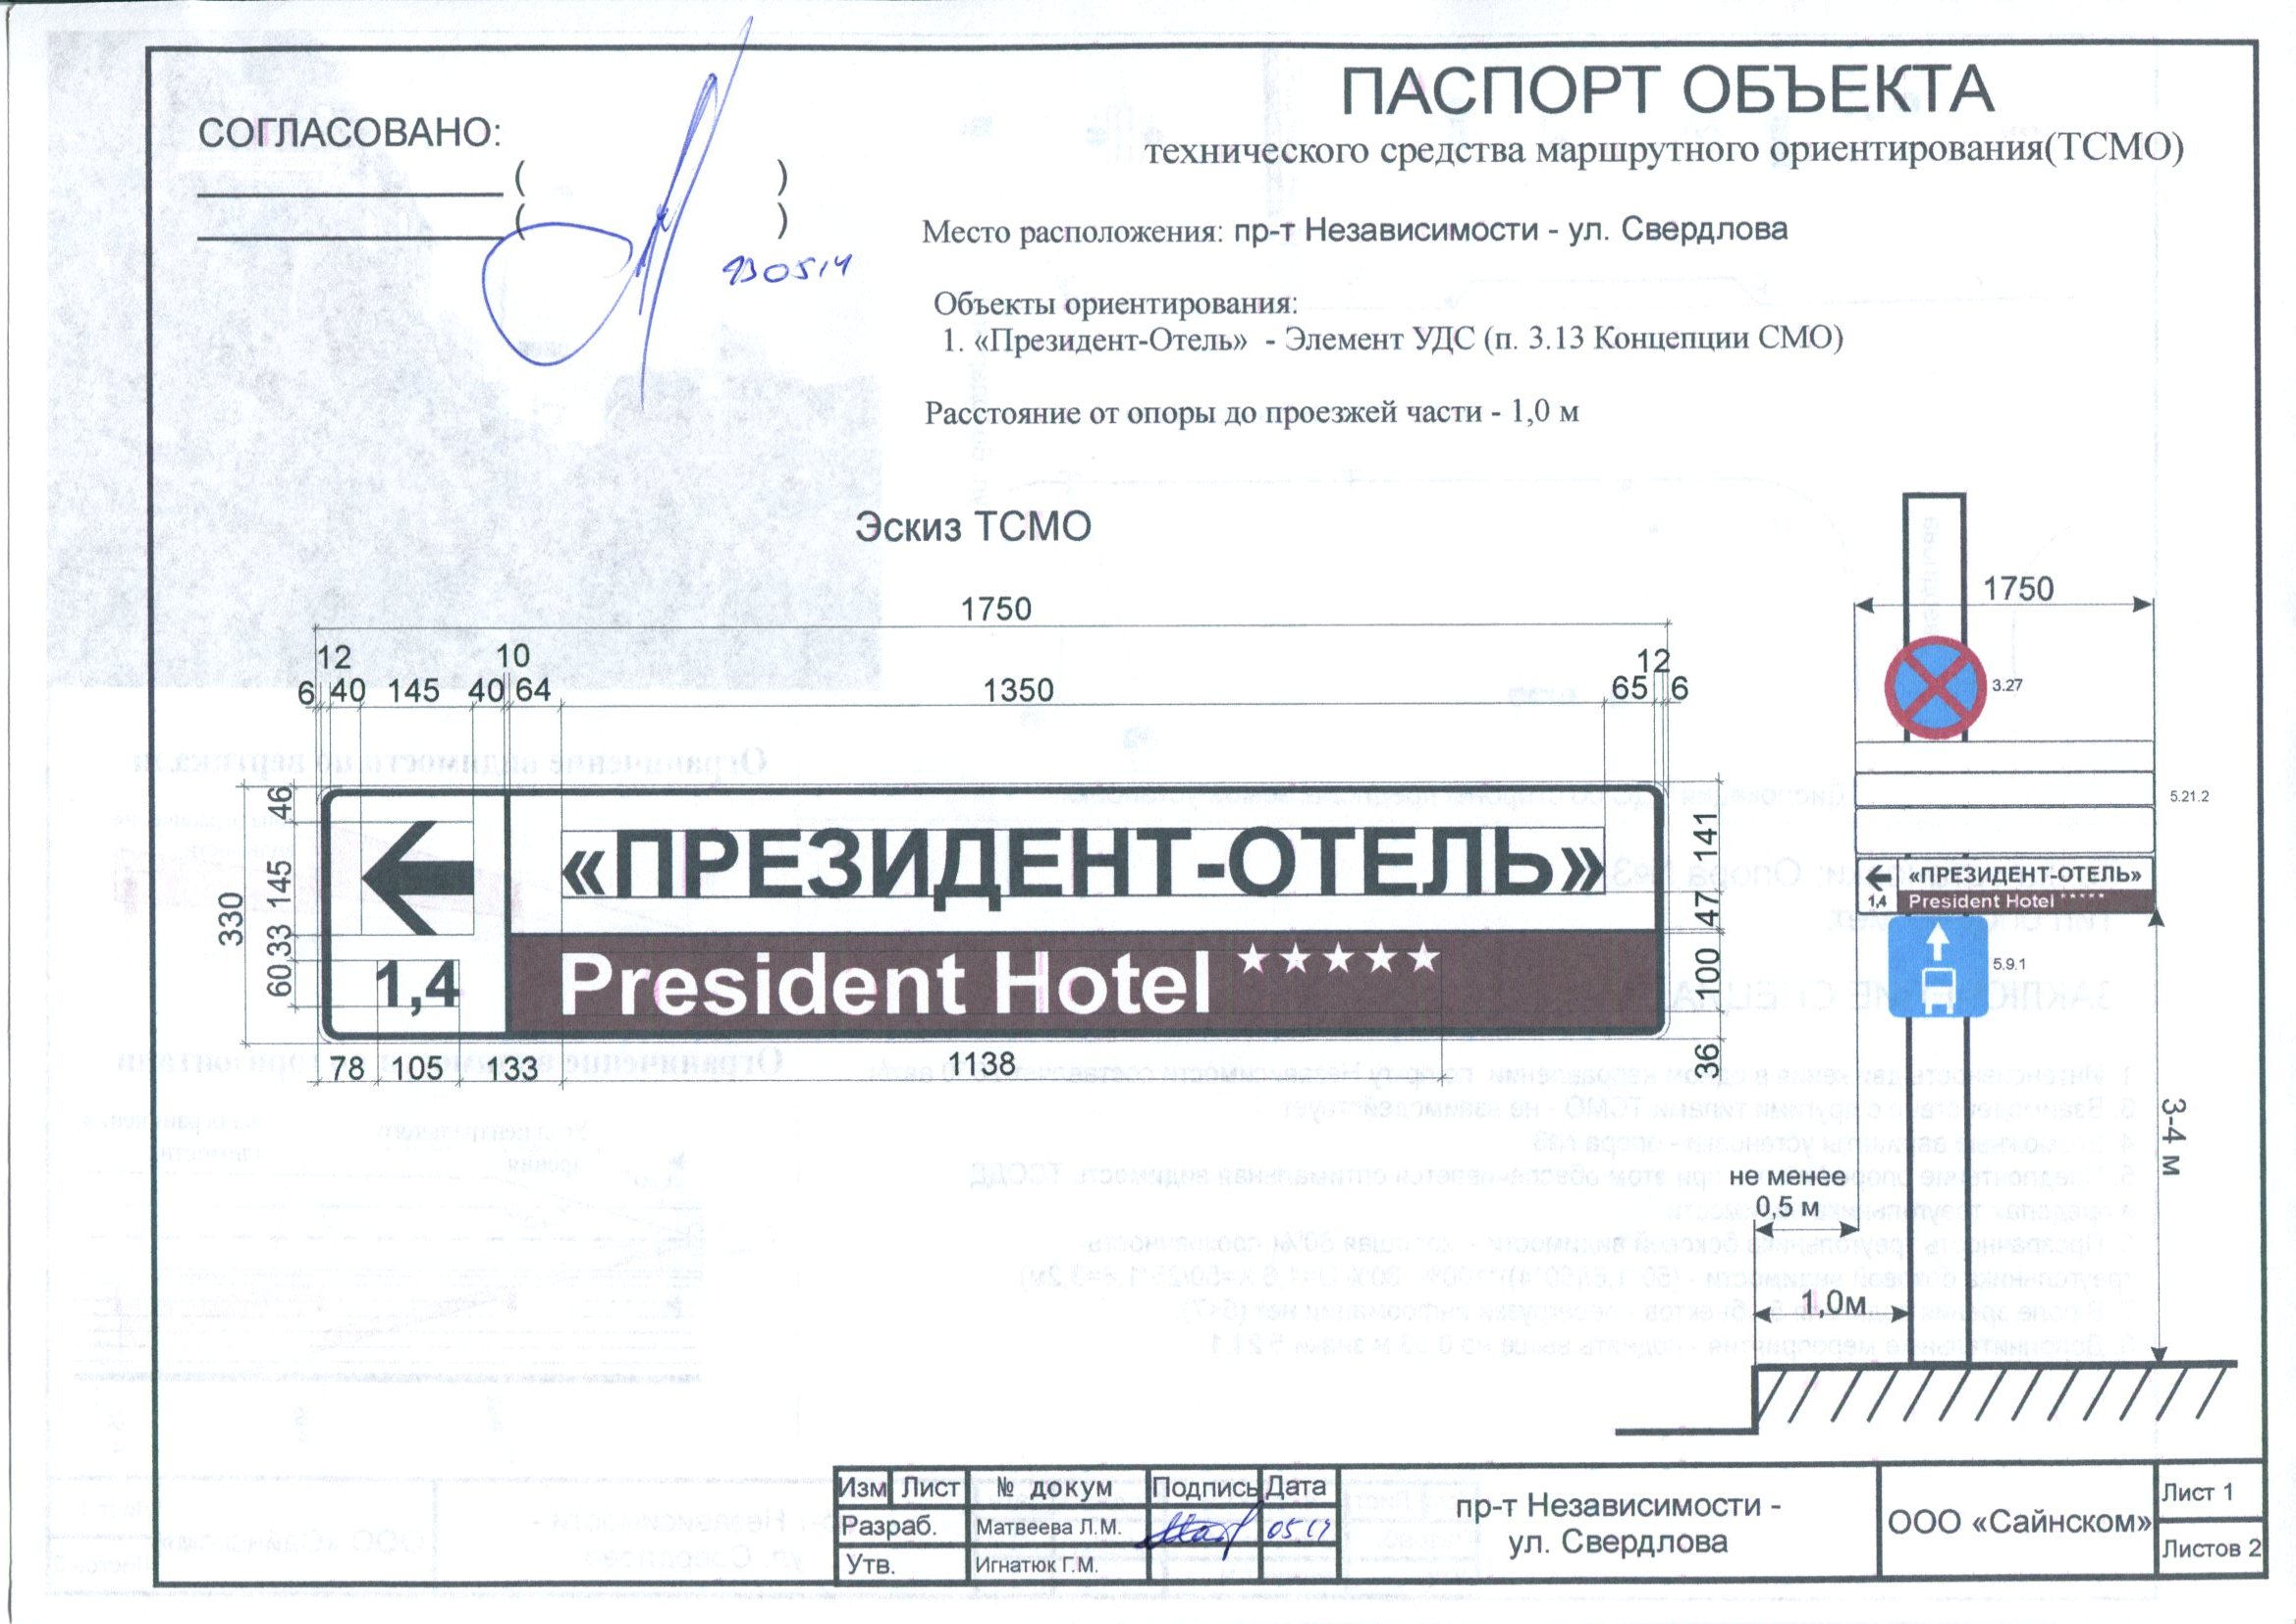 ПАСПОРТ ОБЪЕКТА
технического средства маршрутного ориентирования(ТСМО)
СОГЛАСОВАНО:
( )
( )
130514
Место расположения: пр-т Независимости - ул. Свердлова
Объекты ориентирования:
1. «Президент-Отель» - Элемент УДС (п. 3.13 Концепции СМО)
Расстояние от опоры до проезжей части - 1,0 м
Эскиз ТСМО
1750
12 10 12
6 40 145 40 64 1350 65 6
46
145
33
60
330
«ПРЕЗИДЕНТ-ОТЕЛЬ»
1,4
President Hotel ★★★★★
141
47
100
36
78 105 133 1138
1750
3.27
5.21.2
«ПРЕЗИДЕНТ-ОТЕЛЬ»
1,4 President Hotel
5.9.1
3-4 м
не менее
0,5 м
1,0м
Изм Лист № докум Подпись Дата
Разраб. Матвеева Л.М. 05.14
Утв. Игнатюк Г.М.
пр-т Независимости -
ул. Свердлова
ООО «Сайнском»
Лист 1
Листов 2